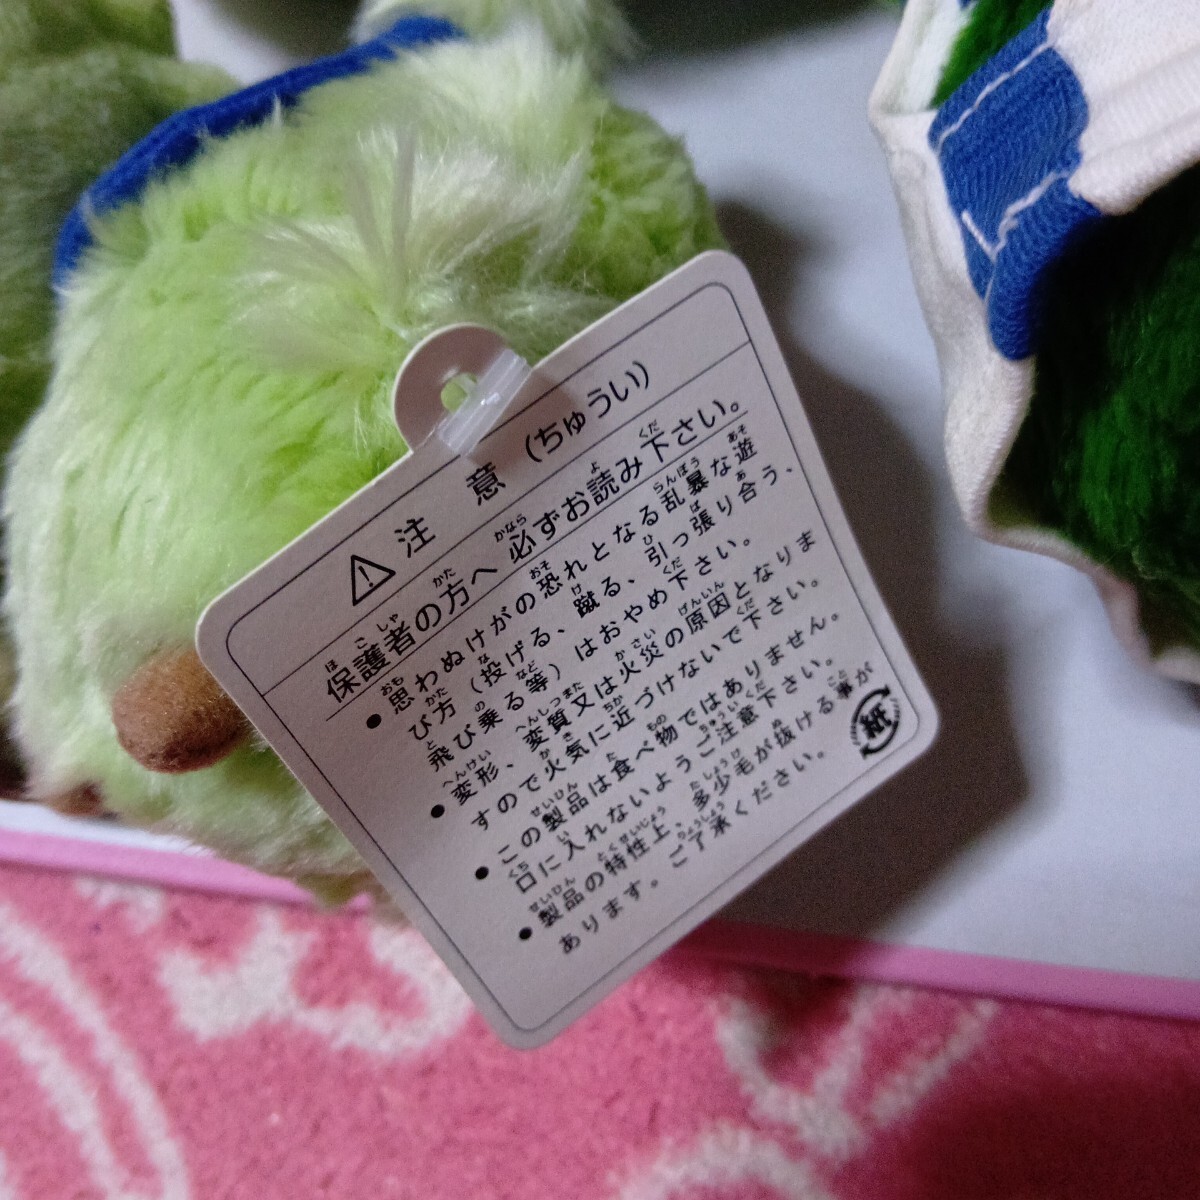 ⚠注 意(ちゅうい)
保護者の方へ必ずお読み下さい。
●思わぬけがの恐れとなる乱暴な遊
び方(投げる、蹴る、引っ張り合う、
飛び乗る等)はおやめ下さい。
●変形、変質又は火災の原因となりま
すので火気に近づけないで下さい。
●この製品は食べ物ではありません。
口に入れないようご注意下さい。
●製品の特性上、多少毛が抜ける事が
あります。ご了承ください。
紙